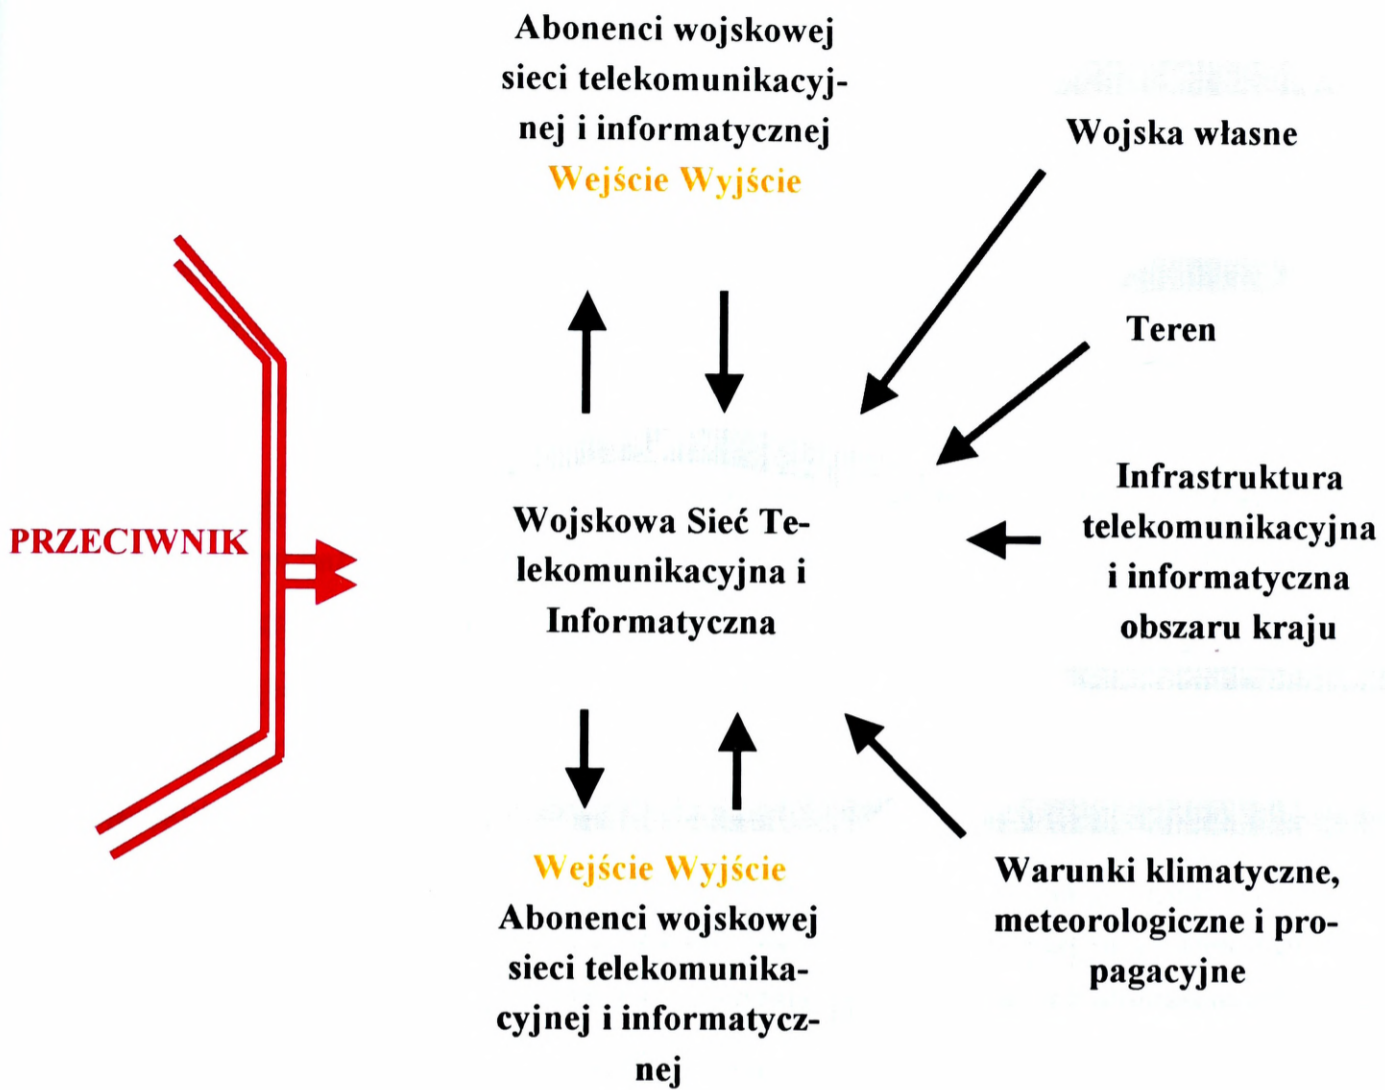 Abonenci wojskowej
sieci telekomunikacyj-
nej i informatycznej
Wejście Wyjście
Wojska własne
Teren
PRZECIWNIK
Wojskowa Sieć Te-
lekomunikacyjna i
Informatyczna
Infrastruktura
telekomunikacyjna
i informatyczna
obszaru kraju
Wejście Wyjście
Abonenci wojskowej
sieci telekomunika-
cyjnej i informatycz-
nej
Warunki klimatyczne,
meteorologiczne i pro-
pagacyjne